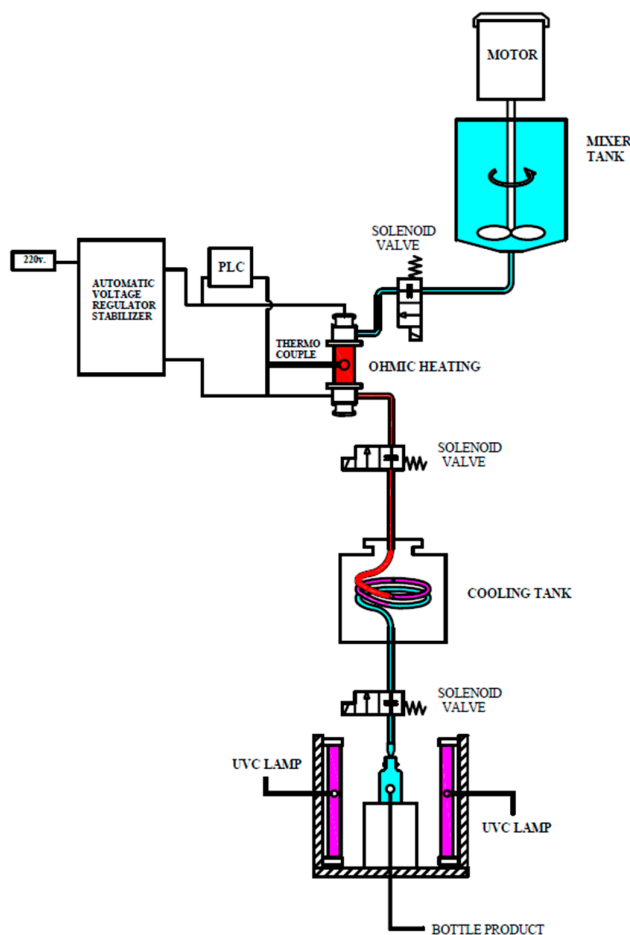 MOTOR
MIXER
TANK
SOLENOID
VALVE
220v.
PLC
AUTOMATIC
VOLTAGE
REGULATOR
STABILIZER
THERMO
COUPLE
OHMIC HEATING
SOLENOID
VALVE
COOLING TANK
SOLENOID
VALVE
UVC LAMP
UVC LAMP
BOTTLE PRODUCT